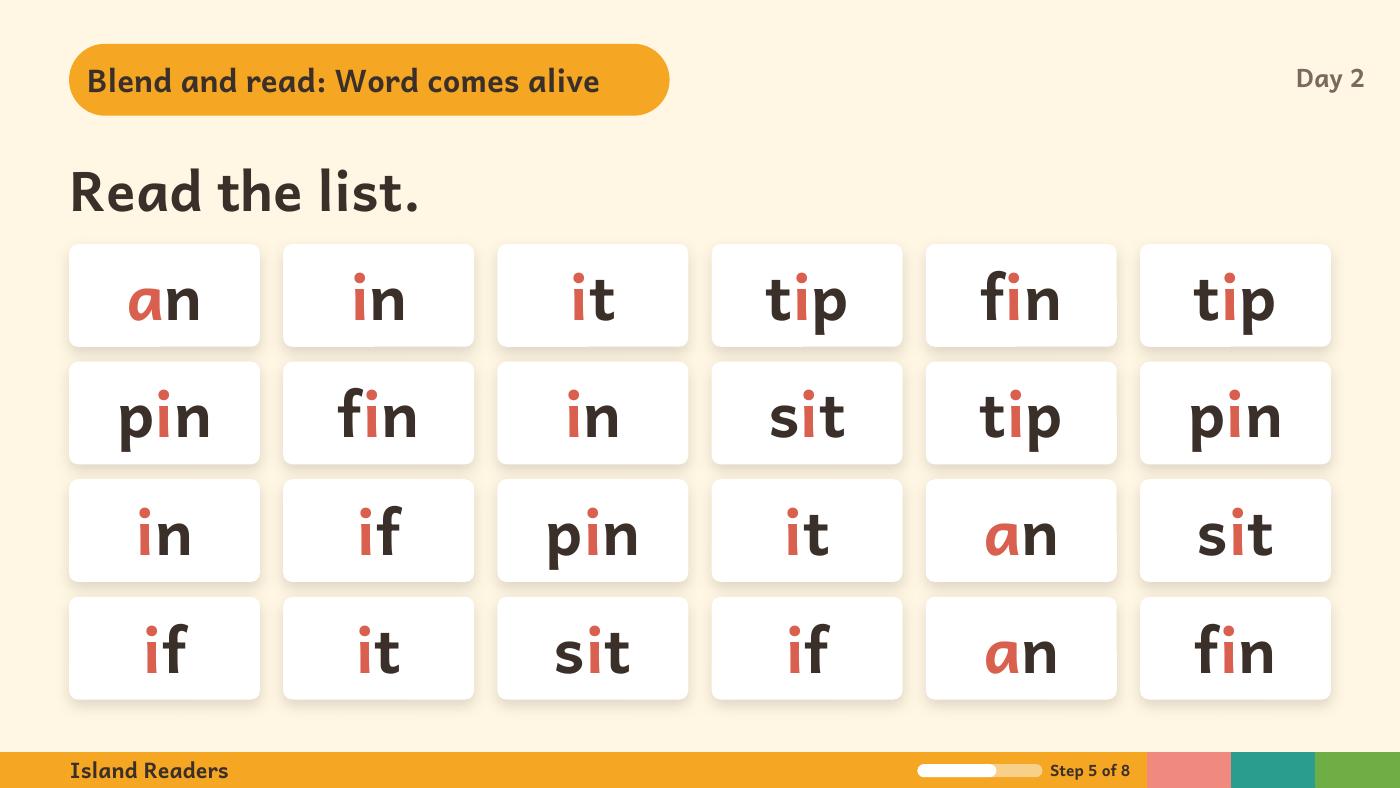 Blend and read: Word comes alive
Day 2
Read the list.
an in it tip fin tip
pin fin in sit tip pin
in if pin it an sit
if it sit if an fin
Island Readers
Step 5 of 8